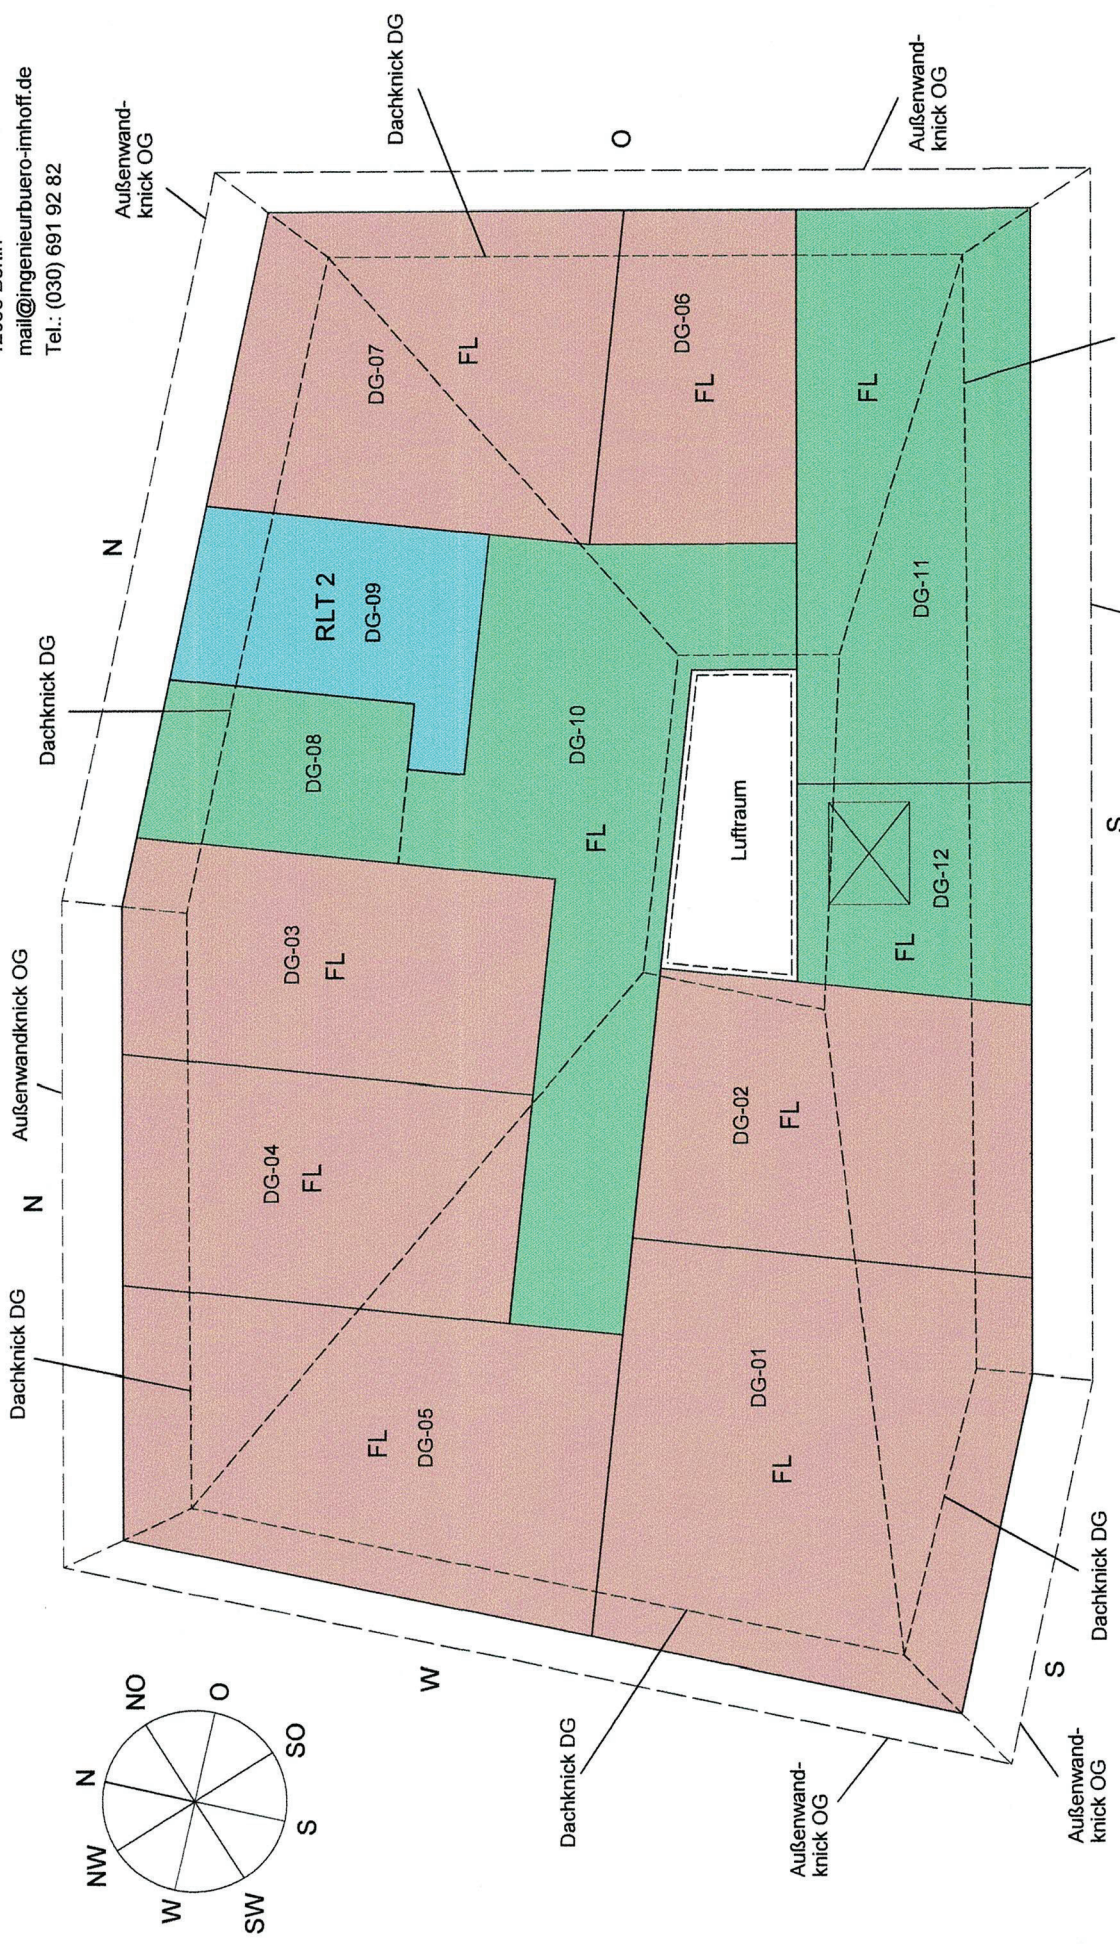 Berlin
mail@ingenieurbuero-imhoff.de
Tel.: (030) 691 92 82
Dachknick DG
Außenwandknick OG
N
Dachknick DG
N
Außenwand-
knick OG
N
NO
O
SO
S
SW
W
NW
DG-04
FL
DG-03
FL
DG-08
RLT 2
DG-09
DG-07
FL
Dachknick DG
FL
DG-05
W
DG-10
FL
O
Dachknick DG
DG-06
FL
DG-02
FL
Luftraum
DG-01
FL
Außenwand-
knick OG
FL
DG-11
FL
DG-12
Außenwand-
knick OG
S
Außenwand-
knick OG
Dachknick DG
S